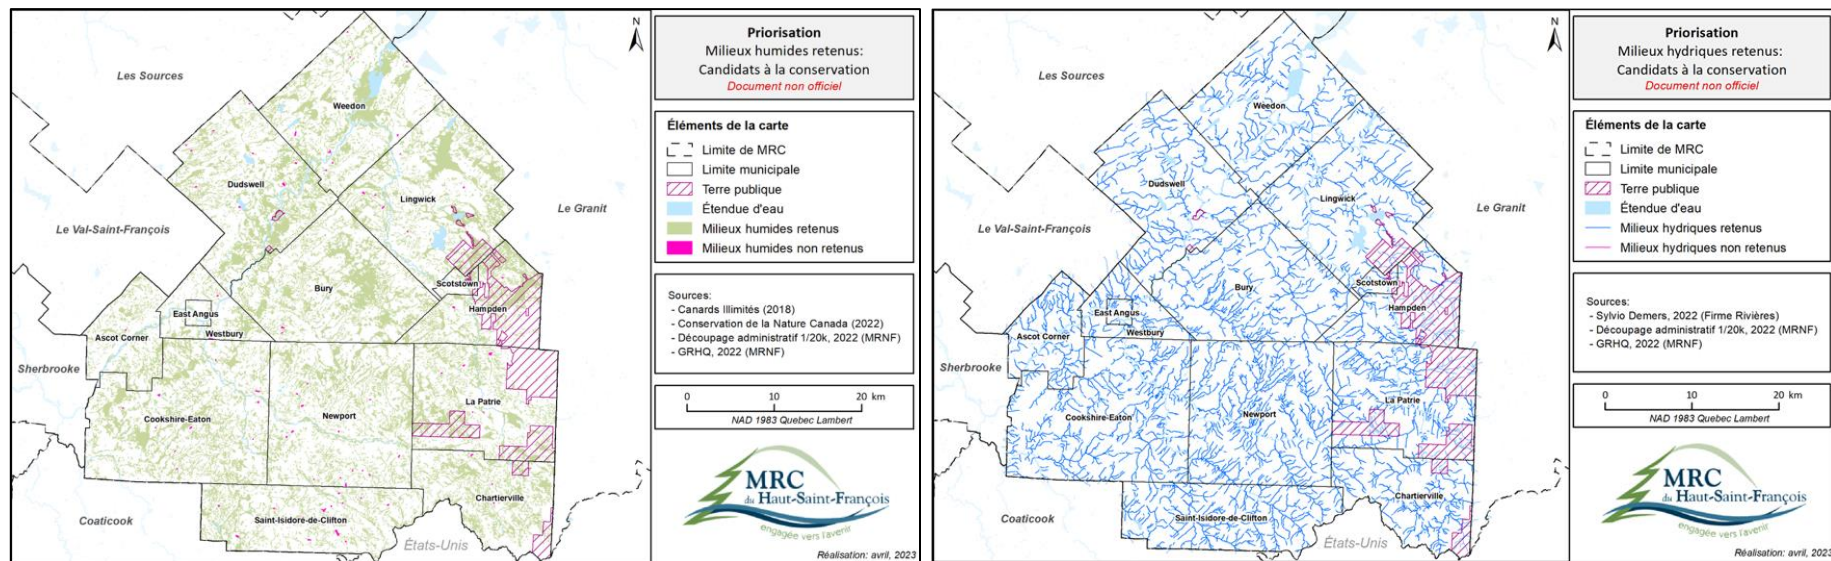 N
Les Sources
Weedon
Dudswell
Lingwick
Le Granit
Le Val-Saint-François
Bury
Scotstown
Hampden
East Angus
Westbury
Ascot Corner
Sherbrooke
La Patrie
Cookshire-Eaton
Newport
Chartierville
Coaticook
Saint-Isidore-de-Clifton
États-Unis
Priorisation
Milieux humides retenus:
Candidats à la conservation
Document non officiel
Éléments de la carte
Limite de MRC
Limite municipale
Terre publique
Étendue d'eau
Milieux humides retenus
Milieux humides non retenus
Sources:
- Canards Illimités (2018)
- Conservation de la Nature Canada (2022)
- Découpage administratif 1/20k, 2022 (MRNF)
- GRHQ, 2022 (MRNF)
0 10 20 km
NAD 1983 Quebec Lambert
MRC
du Haut-Saint-François
engagée vers l'avenir
Réalisation: avril, 2023
N
Les Sources
Weedon
Dudswell
Lingwick
Le Granit
Le Val-Saint-François
Bury
Scotstown
Hampden
East Angus
Westbury
Ascot Corner
Sherbrooke
La Patrie
Cookshire-Eaton
Newport
Chartierville
Coaticook
Saint-Isidore-de-Clifton
États-Unis
Priorisation
Milieux hydriques retenus:
Candidats à la conservation
Document non officiel
Éléments de la carte
Limite de MRC
Limite municipale
Terre publique
Étendue d'eau
Milieux hydriques retenus
Milieux hydriques non retenus
Sources:
- Sylvio Demers, 2022 (Firme Rivières)
- Découpage administratif 1/20k, 2022 (MRNF)
- GRHQ, 2022 (MRNF)
0 10 20 km
NAD 1983 Quebec Lambert
MRC
du Haut-Saint-François
engagée vers l'avenir
Réalisation: avril, 2023